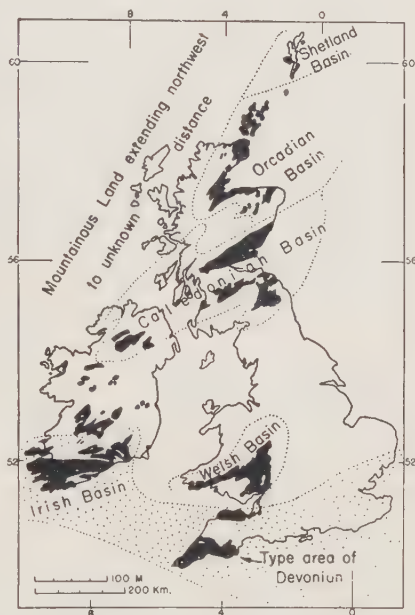 8 4 0
60 60
Shetland
Basin
Mountainous Land extending northwest
to unknown distance
Orcadian
Basin
56 56
Caledonian Basin
52 52
Welsh Basin
Irish Basin
Type area of
Devonian
100 M
200 Km.
8 4 0